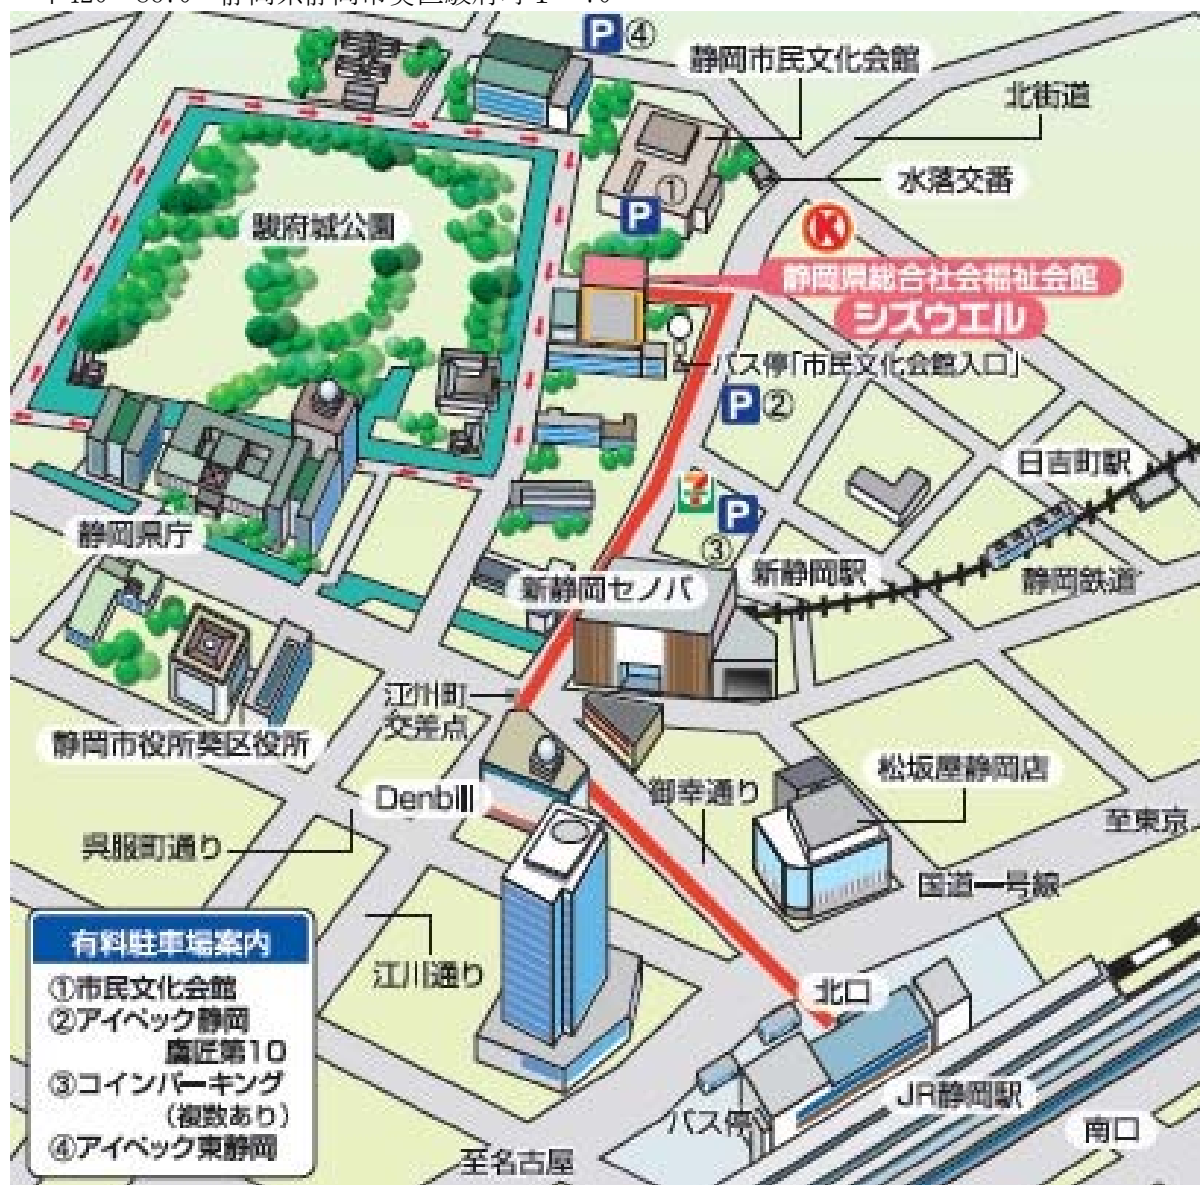 P④
静岡市民文化会館
北街道
①
P
水落交番
駿府城公園
K
静岡県総合社会福祉会館
シズウエル
バス停「市民文化会館入口」
P②
日吉町駅
7
P
③
静岡県庁
新静岡セノバ
新静岡駅
静岡鉄道
江川町
交差点
静岡市役所葵区役所
松坂屋静岡店
Denbill
御幸通り
至東京
呉服町通り
国道一号線
江川通り
北口
JR静岡駅
バス停
南口
至名古屋
有料駐車場案内
①市民文化会館
②アイペック静岡
鷹匠第10
③コインパーキング
(複数あり)
④アイペック東静岡